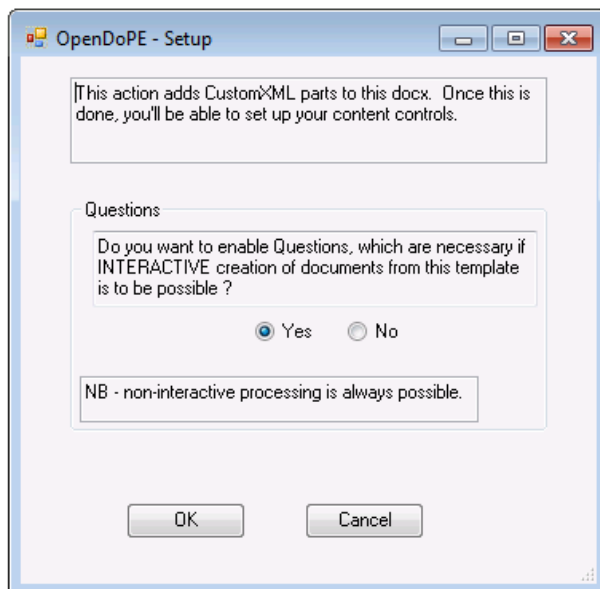 OpenDoPE - Setup
This action adds CustomXML parts to this docx.  Once this is
done, you'll be able to set up your content controls.
Questions
Do you want to enable Questions, which are necessary if
INTERACTIVE creation of documents from this template
is to be possible ?
Yes No
NB - non-interactive processing is always possible.
OK Cancel